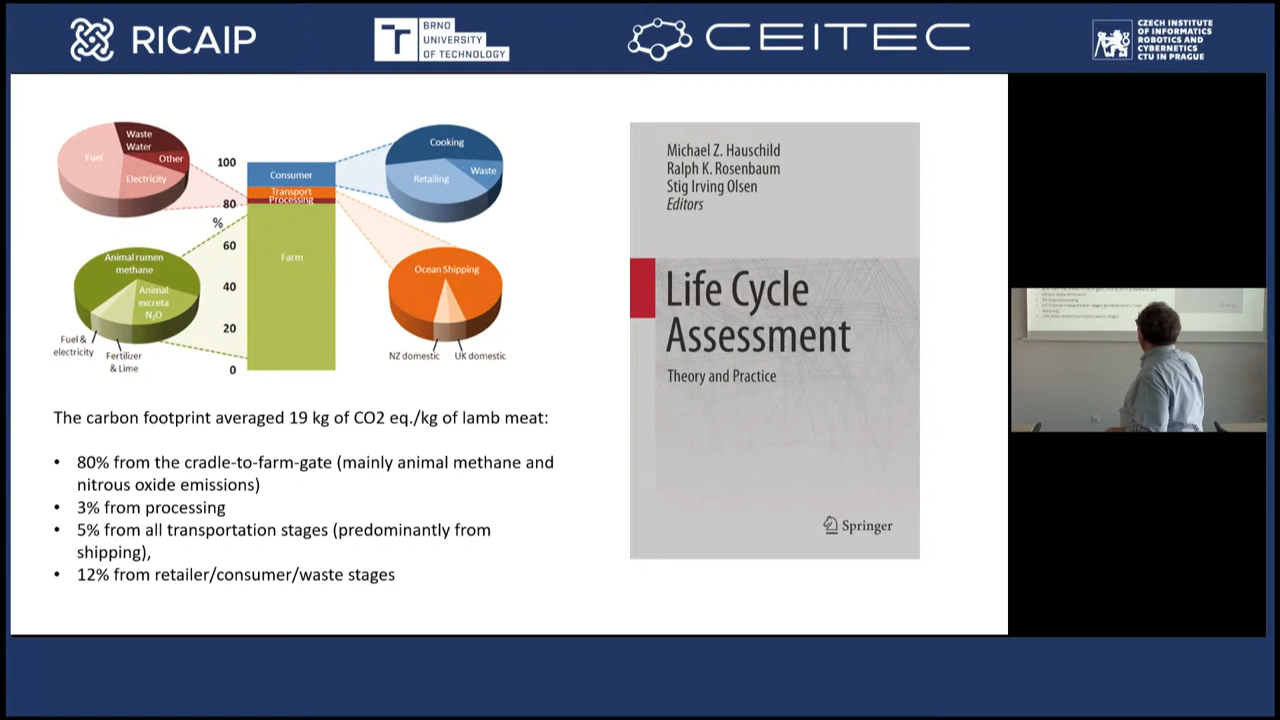 RICAIP
BRNO
UNIVERSITY
OF TECHNOLOGY
CEITEC
CZECH INSTITUTE
OF INFORMATICS
ROBOTICS AND
CYBERNETICS
CTU IN PRAGUE
Waste
Water
Fuel
Other
Electricity
100
80
%
60
40
20
0
Consumer
Transport
Processing
Farm
Cooking
Retailing
Waste
Animal rumen
methane
Animal
excreta
N₂O
Fuel &
electricity
Fertilizer
& Lime
Ocean Shipping
NZ domestic
UK domestic
The carbon footprint averaged 19 kg of CO2 eq./kg of lamb meat:
• 80% from the cradle-to-farm-gate (mainly animal methane and
nitrous oxide emissions)
• 3% from processing
• 5% from all transportation stages (predominantly from
shipping),
• 12% from retailer/consumer/waste stages
Michael Z. Hauschild
Ralph K. Rosenbaum
Stig Irving Olsen
Editors
Life Cycle
Assessment
Theory and Practice
Springer